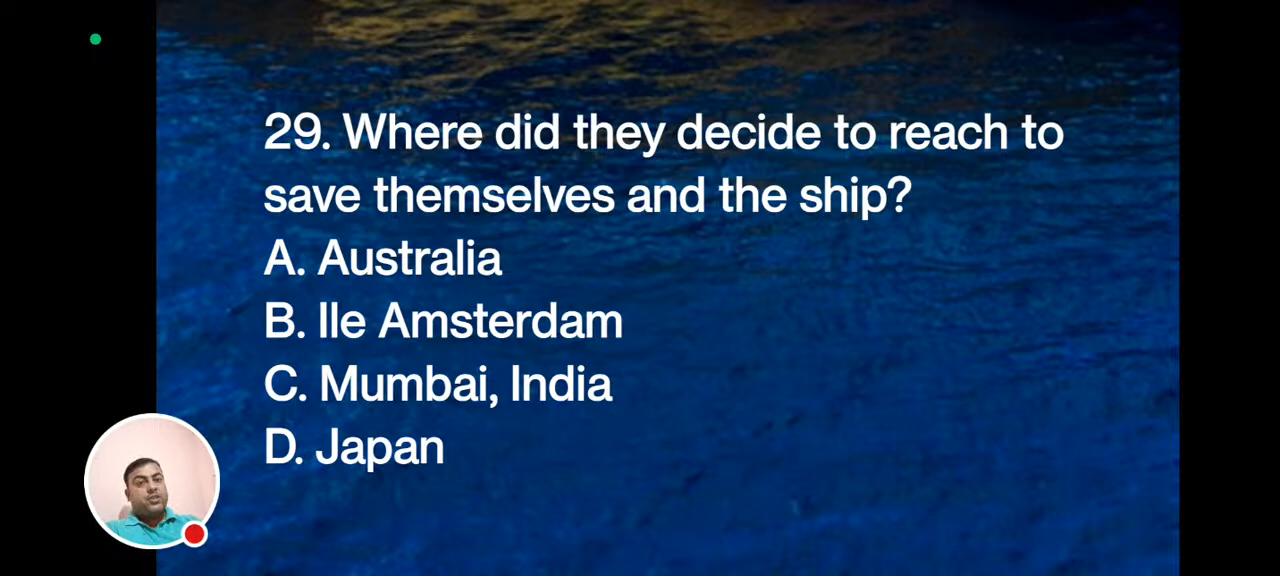 29. Where did they decide to reach to
save themselves and the ship?
A. Australia
B. Ile Amsterdam
C. Mumbai, India
D. Japan